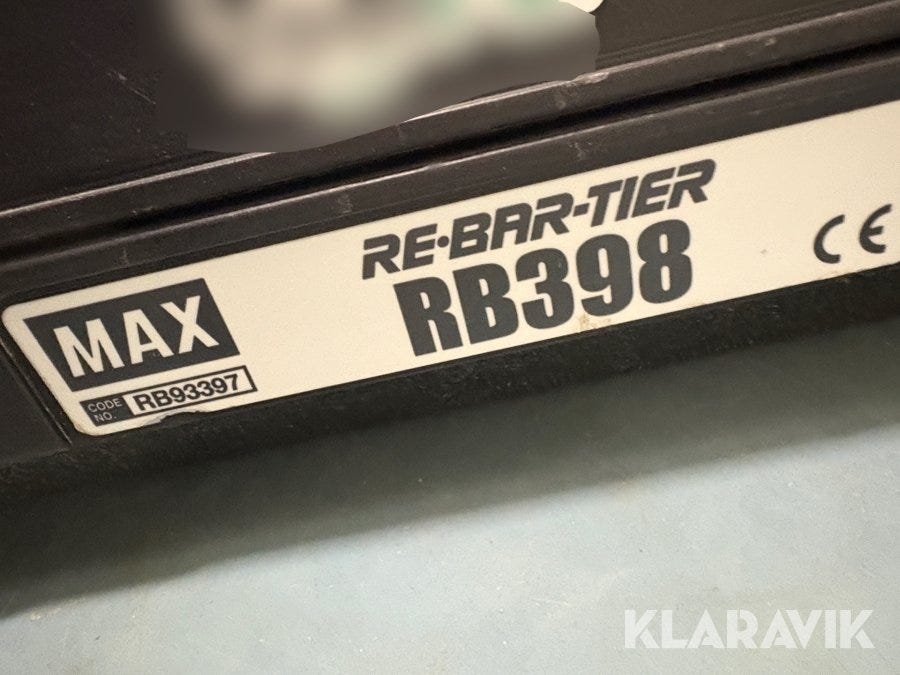 RE•BAR-TIER
RB398
CE
MAX
CODE NO. RB93397
KLARAVIK